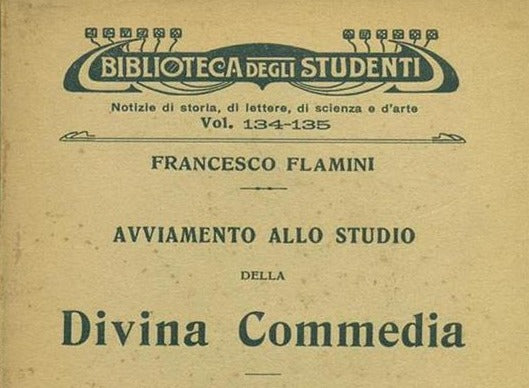 BIBLIOTECA DEGLI STUDENTI
Notizie di storia, di lettere, di scienza e d'arte
Vol. 134-135
FRANCESCO FLAMINI
AVVIAMENTO ALLO STUDIO
DELLA
Divina Commedia